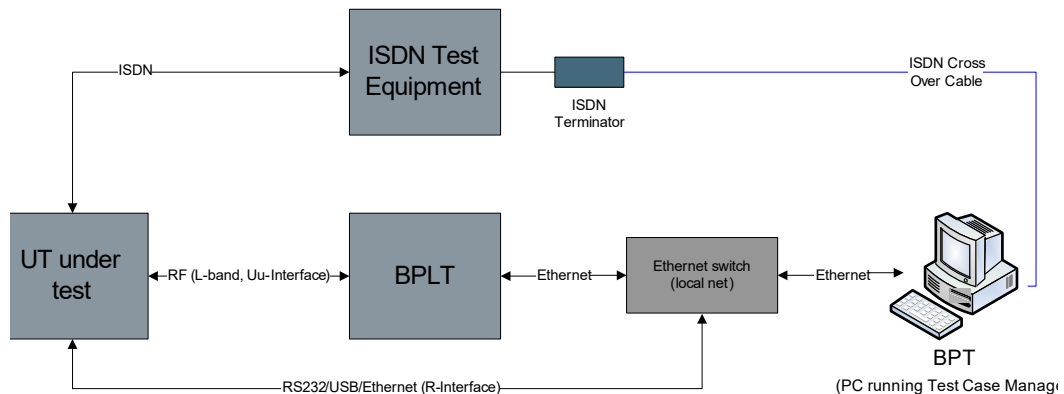 ISDN Test
Equipment
ISDN
ISDN
Terminator
ISDN Cross
Over Cable
UT under
test
RF (L-band, Uu-Interface)
BPLT
Ethernet
Ethernet switch
(local net)
Ethernet
BPT
(PC running Test Case Manage
RS232/USB/Ethernet (R-Interface)